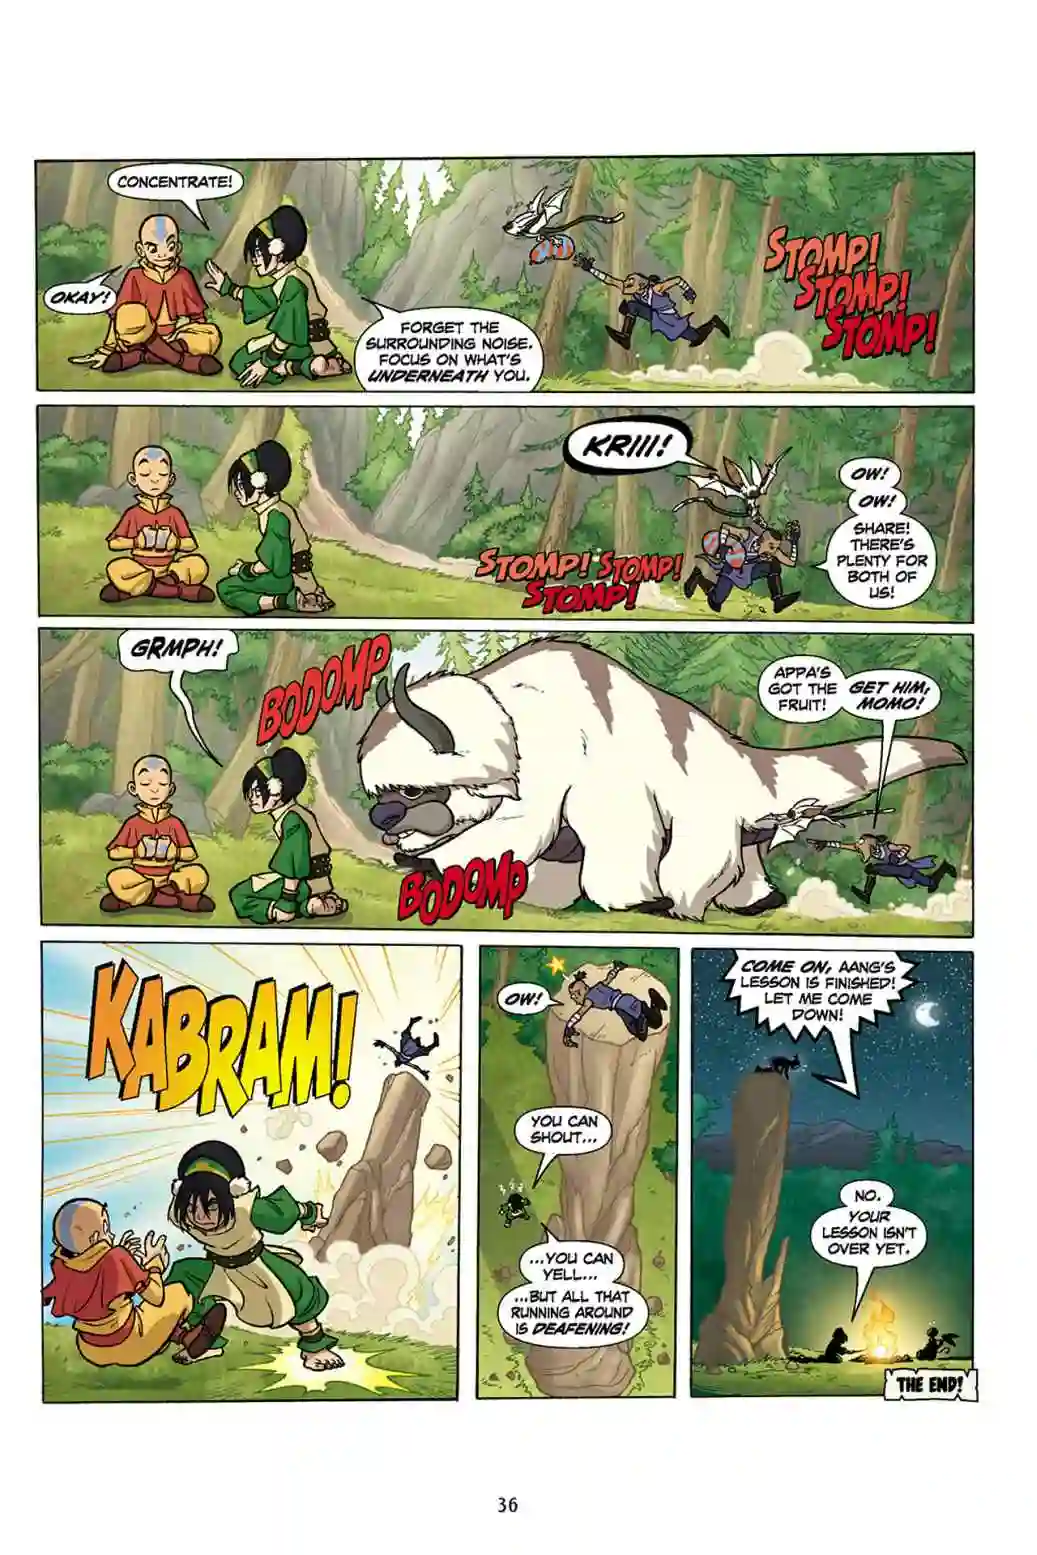 CONCENTRATE!
OKAY!
FORGET THE
SURROUNDING NOISE.
FOCUS ON WHAT'S
UNDERNEATH YOU.
STOMP!
STOMP!
STOMP!
KRIII!
STOMP! STOMP!
STOMP!
OW!
OW!
SHARE!
THERE'S
PLENTY FOR
BOTH OF
US!
GRMPH!
BODOMP
BODOMP
APPA'S
GOT THE
FRUIT!
GET HIM,
MOMO!
KABRAM!
OW!
YOU CAN
SHOUT...
...YOU CAN
YELL...
...BUT ALL THAT
RUNNING AROUND
IS DEAFENING!
COME ON, AANG'S
LESSON IS FINISHED!
LET ME COME
DOWN!
NO.
YOUR
LESSON ISN'T
OVER YET.
THE END!
36